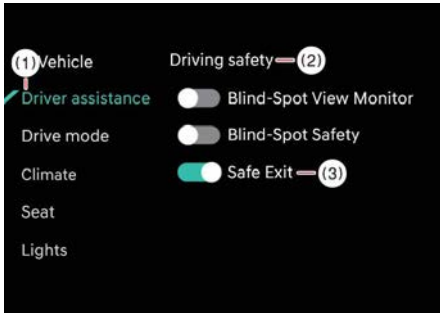 (1) Vehicle
Driving safety (2)
Driver assistance
Blind-Spot View Monitor
Drive mode
Blind-Spot Safety
Climate
Safe Exit (3)
Seat
Lights